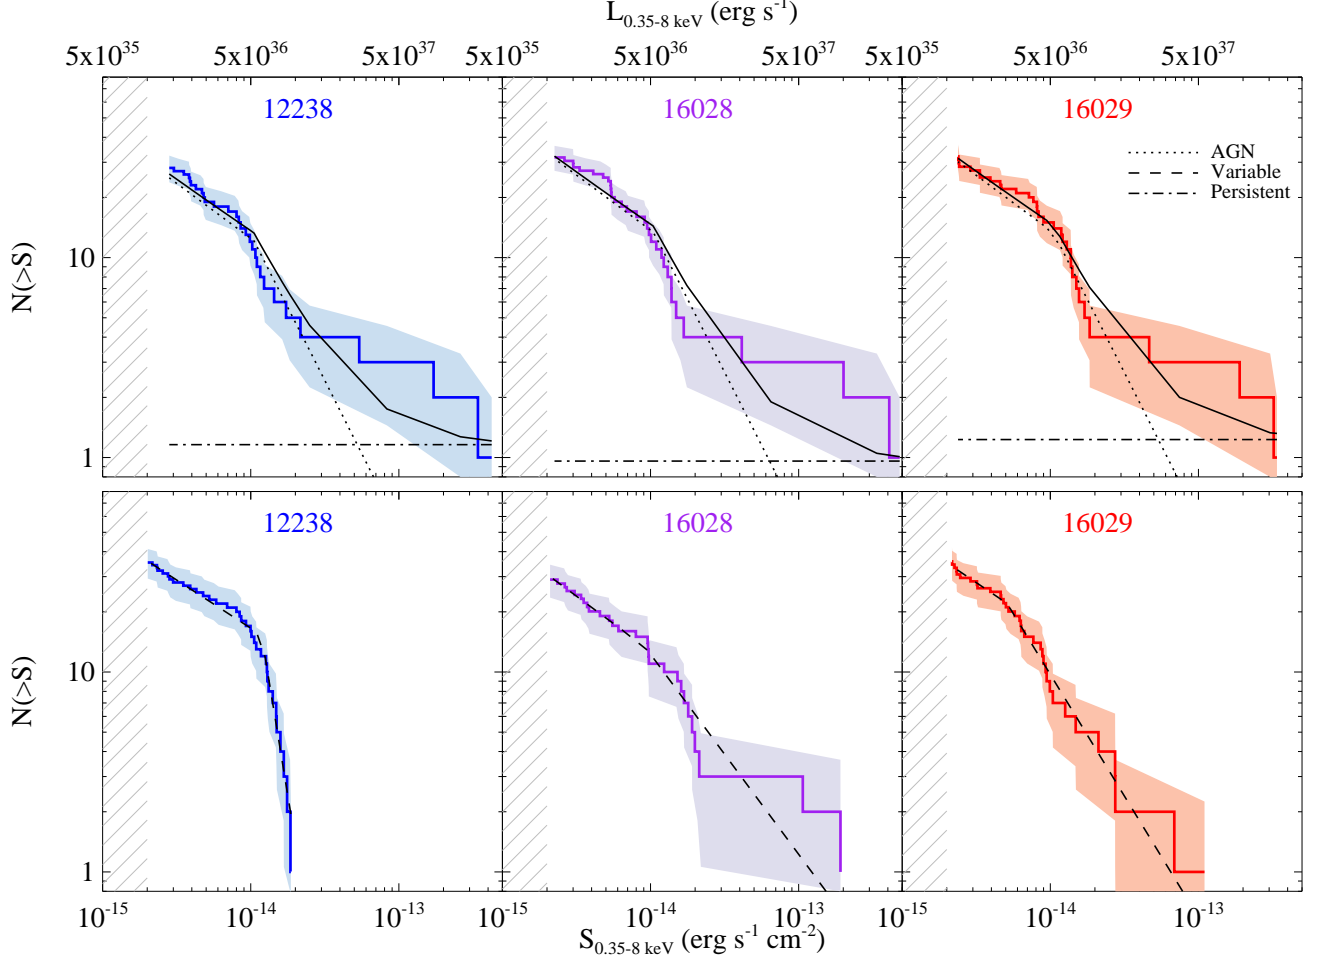 L0.35-8 keV (erg s-1)
5x10^35 5x10^36 5x10^37 5x10^35 5x10^36 5x10^37 5x10^35 5x10^36 5x10^37
12238 16028 16029
AGN
Variable
Persistent
N(>S)
10
1
12238 16028 16029
N(>S)
10
1
10^-15 10^-14 10^-13 10^-15 10^-14 10^-13 10^-15 10^-14 10^-13
S0.35-8 keV (erg s-1 cm-2)